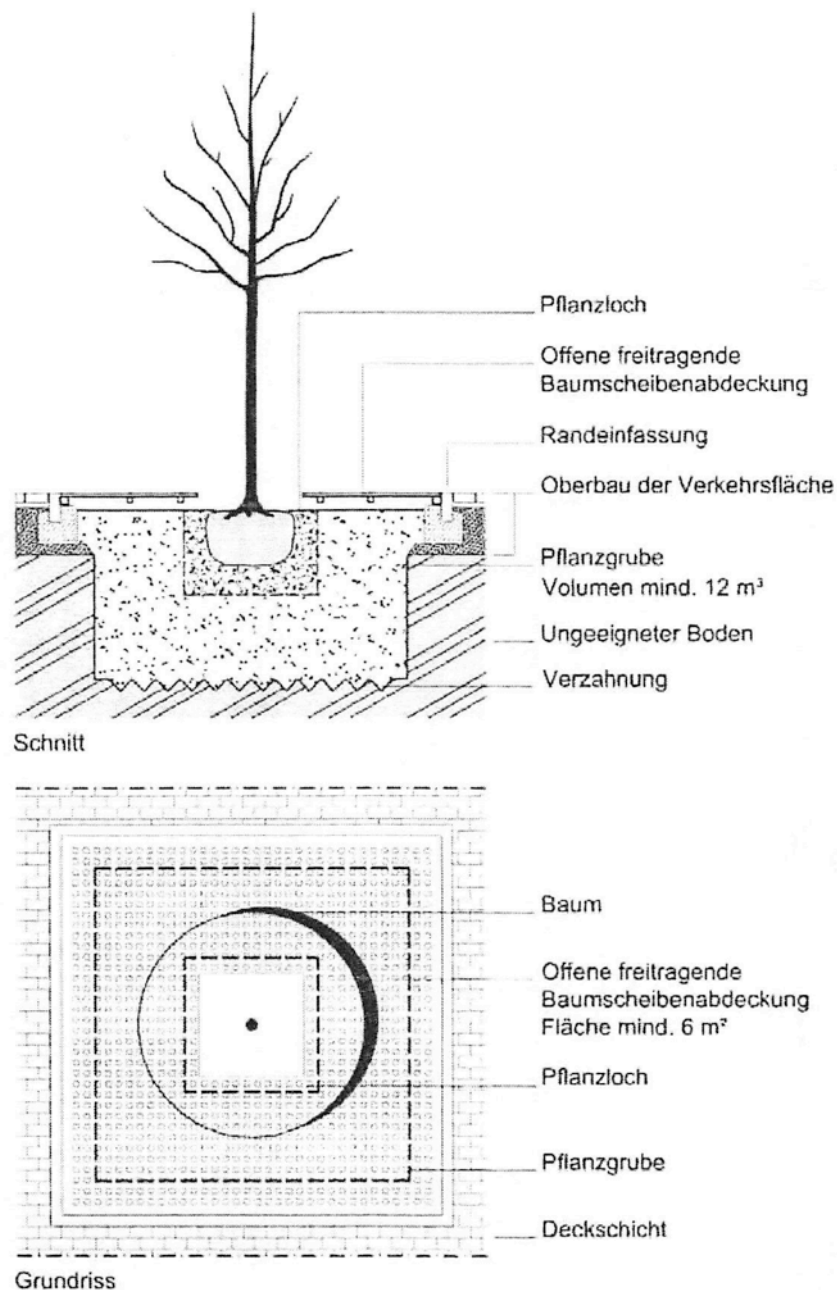 Pflanzloch
Offene freitragende
Baumscheibenabdeckung
Randeinfassung
Oberbau der Verkehrsfläche
Pflanzgrube
Volumen mind. 12 m³
Ungeeigneter Boden
Verzahnung
Schnitt
Baum
Offene freitragende
Baumscheibenabdeckung
Fläche mind. 6 m²
Pflanzloch
Pflanzgrube
Deckschicht
Grundriss